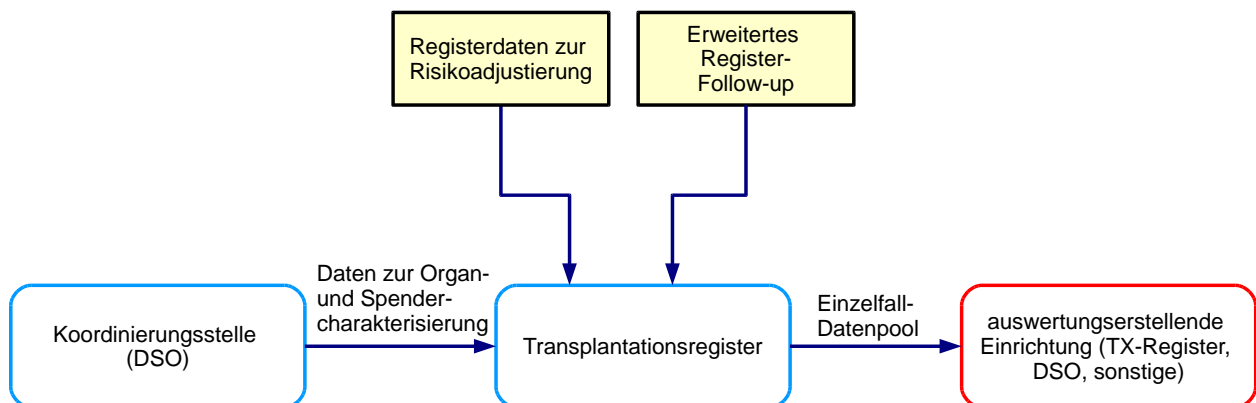 Registerdaten zur
Risikoadjustierung
Erweitertes
Register-
Follow-up
Koordinierungsstelle
(DSO)
Daten zur Organ-
und Spender-
charakterisierung
Transplantationsregister
Einzelfall-
Datenpool
auswertungserstellende
Einrichtung (TX-Register,
DSO, sonstige)